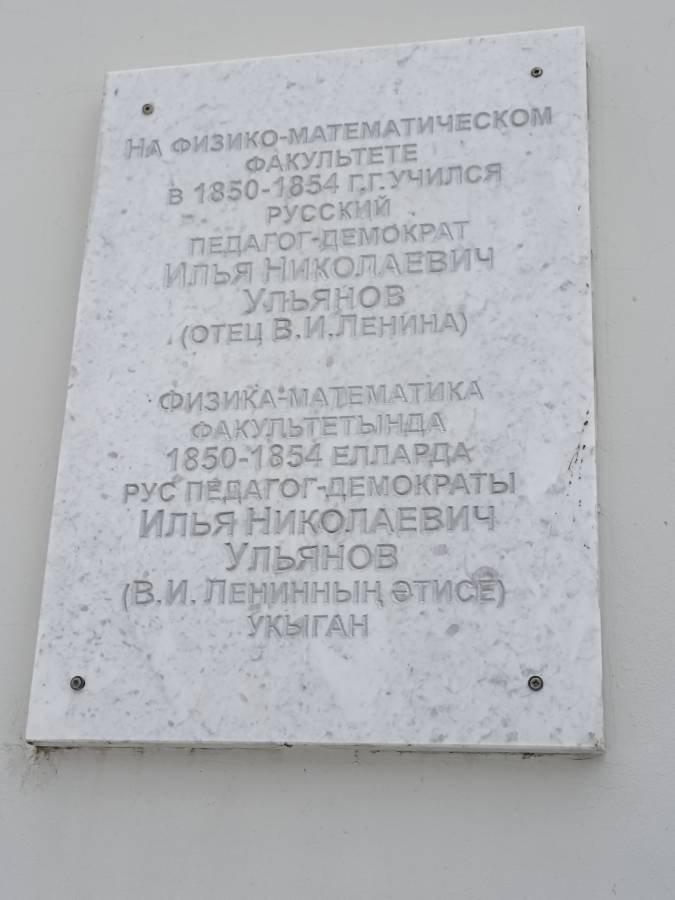 На физико-математическом
факультете
в 1850-1854 г.г. учился
русский
педагог-демократ
Илья Николаевич
Ульянов
(отец В.И.Ленина)
Физика-математика
факультетында
1850-1854 елларда
рус педагог-демократы
Илья Николаевич
Ульянов
(В.И. Ленинның әтисе)
укыган